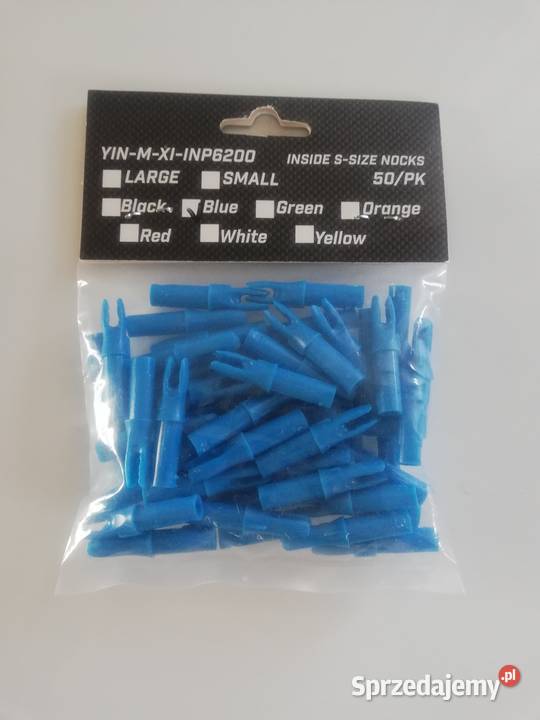 YIN-M-XI-INP6200 INSIDE S-SIZE NOCKS
LARGE SMALL 50/PK
Black Blue Green Orange
Red White Yellow
Sprzedajemy.pl